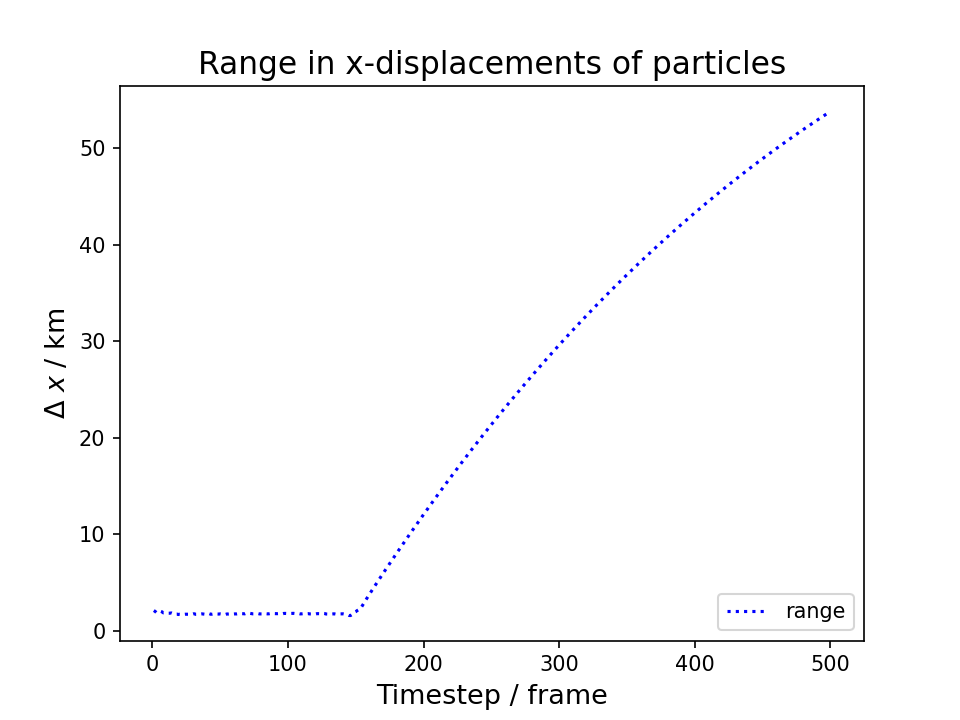 Range in x-displacements of particles
Δ x / km
50
40
30
20
10
0
range
0 100 200 300 400 500
Timestep / frame